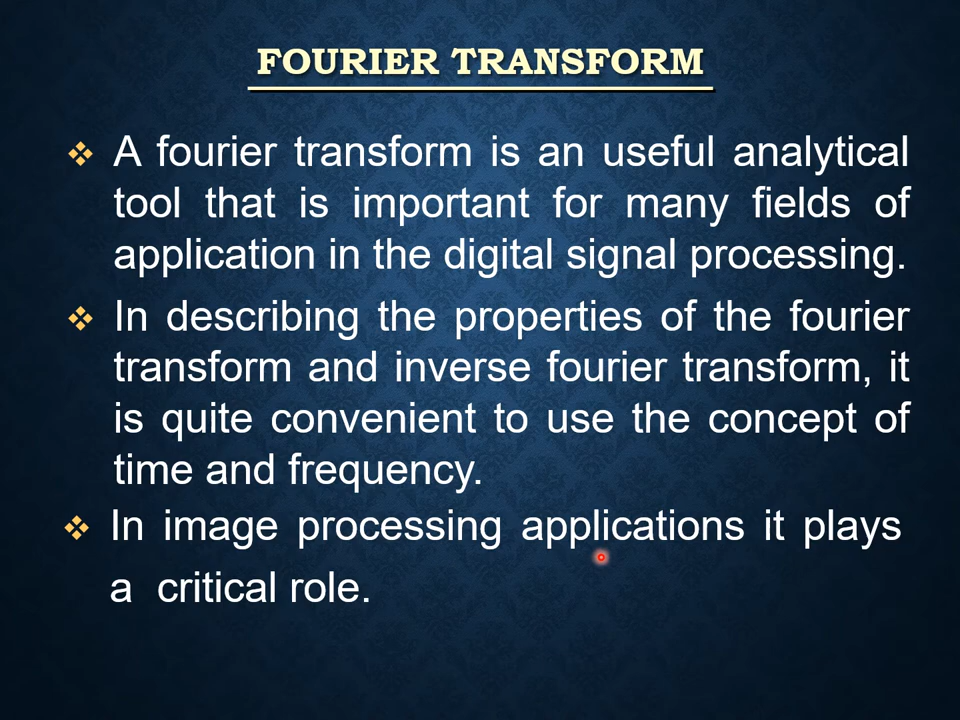 FOURIER TRANSFORM
❖ A fourier transform is an useful analytical
tool that is important for many fields of
application in the digital signal processing.
❖ In describing the properties of the fourier
transform and inverse fourier transform, it
is quite convenient to use the concept of
time and frequency.
❖ In image processing applications it plays
a critical role.